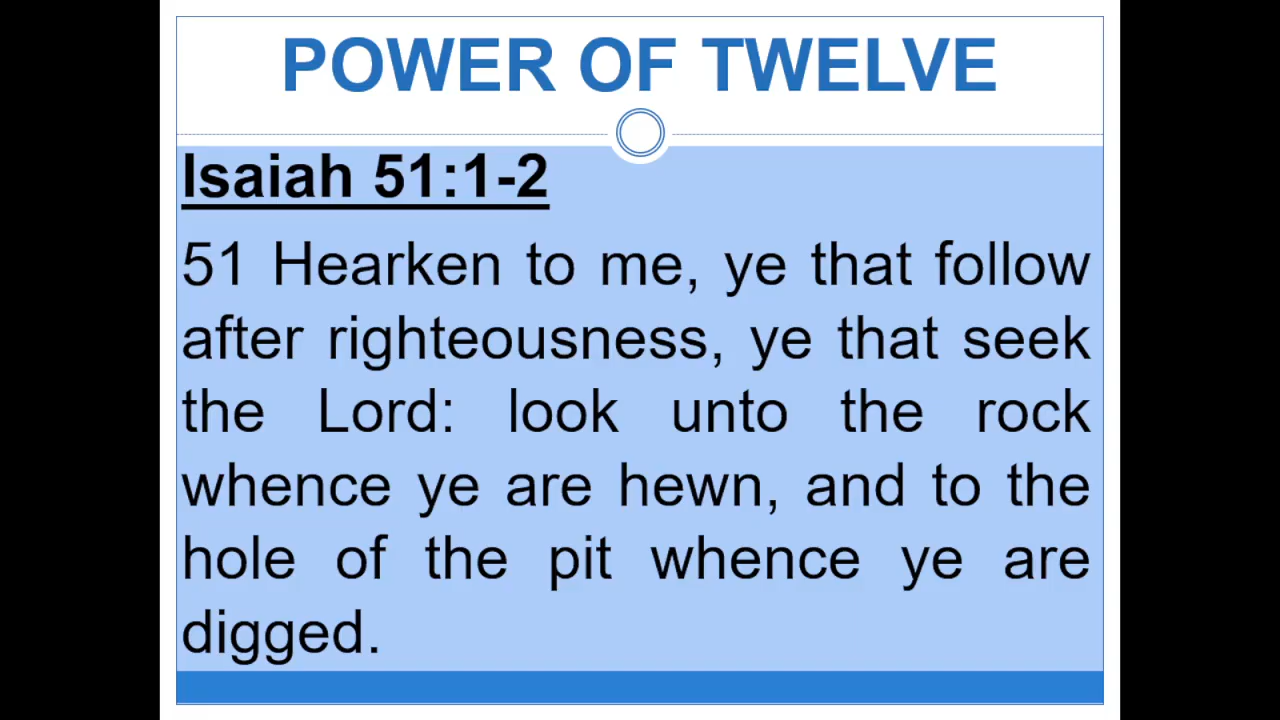 POWER OF TWELVE
Isaiah 51:1-2
51 Hearken to me, ye that follow
after righteousness, ye that seek
the Lord: look unto the rock
whence ye are hewn, and to the
hole of the pit whence ye are
digged.